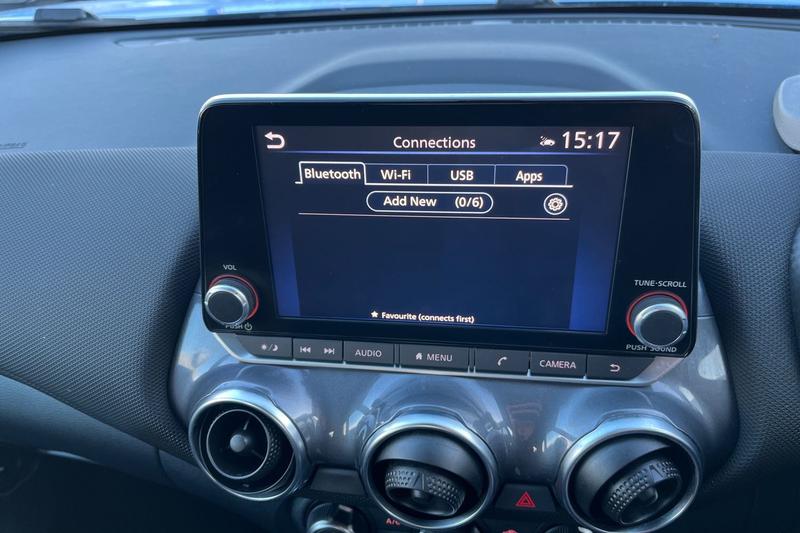 Connections 15:17
Bluetooth Wi-Fi USB Apps
Add New (0/6)
★ Favourite (connects first)
VOL
PUSH
TUNE·SCROLL
PUSH SOUND
AUDIO MENU CAMERA
A/C